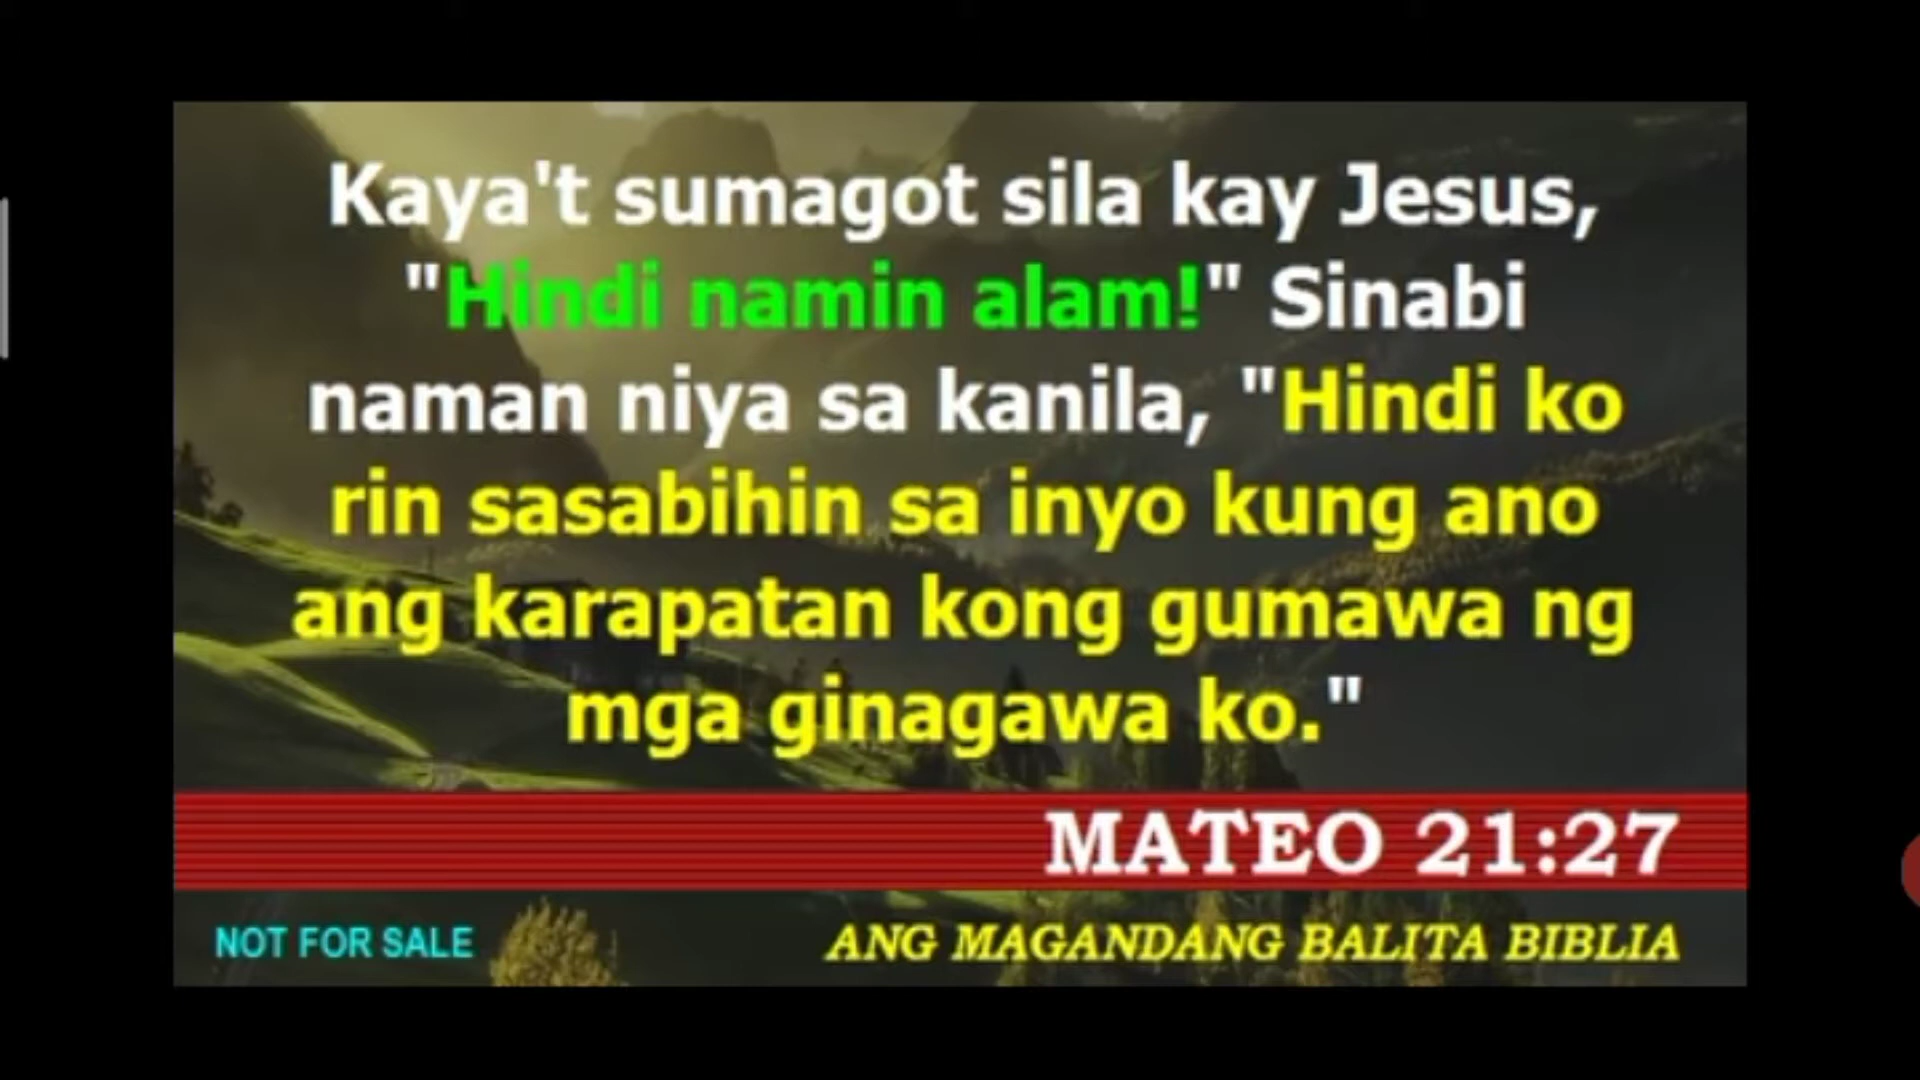 Kaya't sumagot sila kay Jesus,
"Hindi namin alam!" Sinabi
naman niya sa kanila, "Hindi ko
rin sasabihin sa inyo kung ano
ang karapatan kong gumawa ng
mga ginagawa ko."
MATEO 21:27
NOT FOR SALE
ANG MAGANDANG BALITA BIBLIA